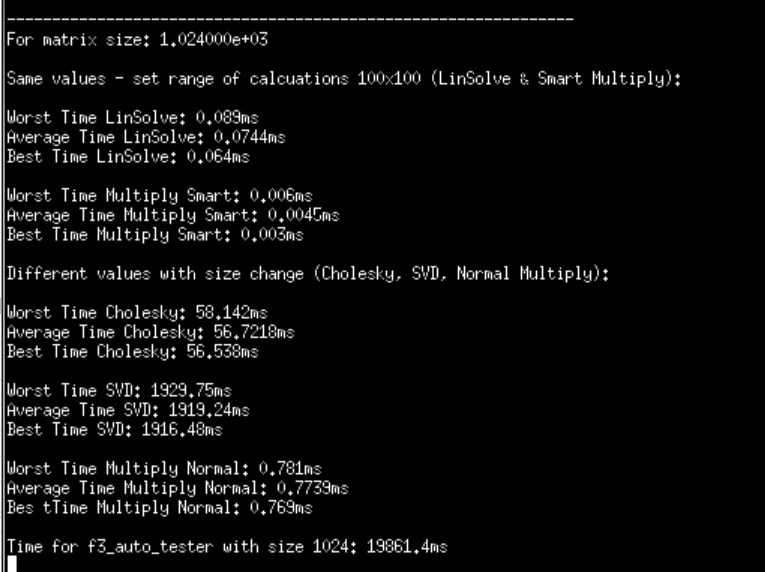 ----------------------------------------------------------------
For matrix size: 1.024000e+03
Same values - set range of calcuations 100x100 (LinSolve & Smart Multiply):
Worst Time LinSolve: 0.089ms
Average Time LinSolve: 0.0744ms
Best Time LinSolve: 0.064ms
Worst Time Multiply Smart: 0.006ms
Average Time Multiply Smart: 0.0045ms
Best Time Multiply Smart: 0.003ms
Different values with size change (Cholesky, SVD, Normal Multiply):
Worst Time Cholesky: 58.142ms
Average Time Cholesky: 56.7218ms
Best Time Cholesky: 56.538ms
Worst Time SVD: 1929.75ms
Average Time SVD: 1919.24ms
Best Time SVD: 1916.48ms
Worst Time Multiply Normal: 0.781ms
Average Time Multiply Normal: 0.7739ms
Bes tTime Multiply Normal: 0.769ms
Time for f3_auto_tester with size 1024: 19861.4ms